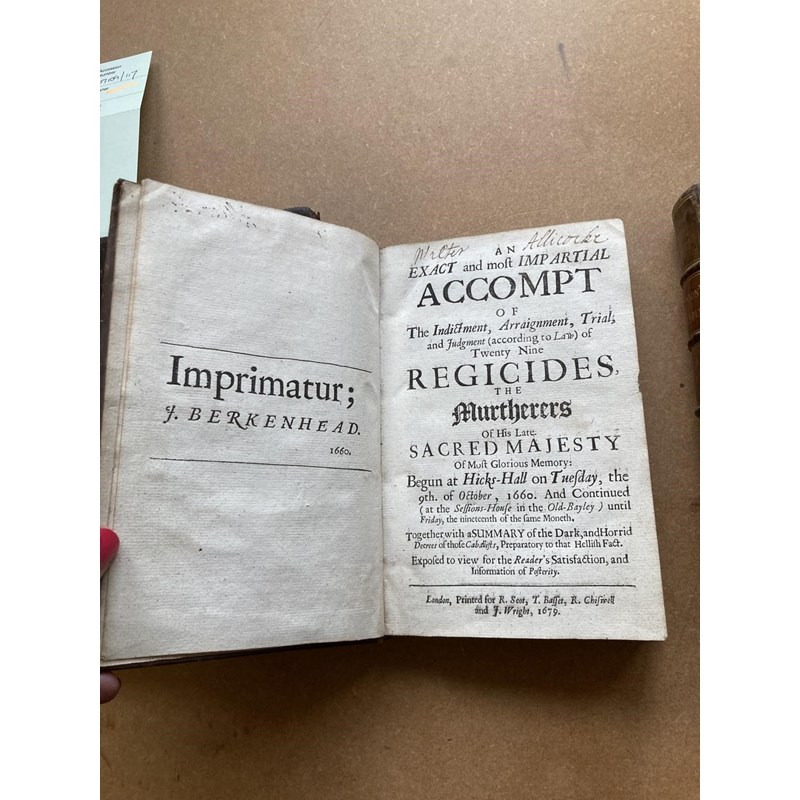 Imprimatur;
J. BERKENHEAD.
1660.
Walter Allicocke
AN
EXACT and moſt IMPARTIAL
ACCOMPT
OF
The Indictment, Arraignment, Trial,
and Judgment (according to Law) of
Twenty Nine
REGICIDES,
THE
Murtherers
Of His Late
SACRED MAJESTY
Of Moſt Glorious Memory:
Begun at Hicks-Hall on Tueſday, the
9th. of October, 1660. And Continued
(at the Seſſions-Houſe in the Old-Bayley) until
Friday, the nineteenth of the ſame Moneth.
Together with a SUMMARY of the Dark, and Horrid
Decrees of thoſe Cabaliſts, Preparatory to that Helliſh Fact.
Expoſed to view for the Reader's Satisfaction, and
Information of Poſterity.
London, Printed for R. Scot, T. Baſſet, R. Chiſwell
and J. Wright, 1679.